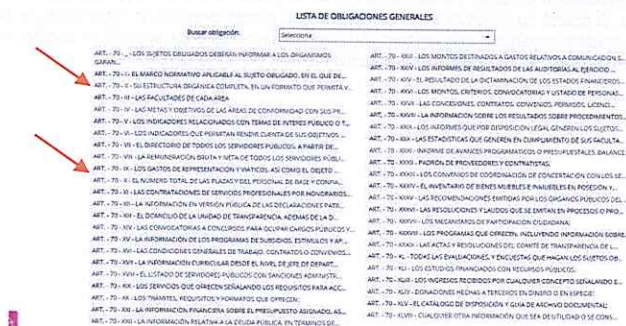 LISTA DE OBLIGACIONES GENERALES
Buscar obligación:
Selecciona
ART. - 70 - _ - LOS SUJETOS OBLIGADOS DEBERÁN INFORMAR A LOS ORGANISMOS
GARAN...
ART. - 70 - I - EL MARCO NORMATIVO APLICABLE AL SUJETO OBLIGADO, EN EL QUE DE...
ART. - 70 - II - SU ESTRUCTURA ORGÁNICA COMPLETA, EN UN FORMATO QUE PERMITA V...
ART. - 70 - III - LAS FACULTADES DE CADA ÁREA
ART. - 70 - IV - LAS METAS Y OBJETIVOS DE LAS ÁREAS DE CONFORMIDAD CON SUS PR...
ART. - 70 - V - LOS INDICADORES RELACIONADOS CON TEMAS DE INTERÉS PÚBLICO O T...
ART. - 70 - VI - LOS INDICADORES QUE PERMITAN RENDIR CUENTA DE SUS OBJETIVOS ...
ART. - 70 - VII - EL DIRECTORIO DE TODOS LOS SERVIDORES PÚBLICOS, A PARTIR DE...
ART. - 70 - VIII - LA REMUNERACIÓN BRUTA Y NETA DE TODOS LOS SERVIDORES PÚBLI...
ART. - 70 - IX - LOS GASTOS DE REPRESENTACIÓN Y VIÁTICOS, ASÍ COMO EL OBJETO ...
ART. - 70 - X - EL NÚMERO TOTAL DE LAS PLAZAS Y DEL PERSONAL DE BASE Y CONFIA...
ART. - 70 - XI - LAS CONTRATACIONES DE SERVICIOS PROFESIONALES POR HONORARIOS...
ART. - 70 - XII - LA INFORMACIÓN EN VERSIÓN PÚBLICA DE LAS DECLARACIONES PATR...
ART. - 70 - XIII - EL DOMICILIO DE LA UNIDAD DE TRANSPARENCIA, ADEMÁS DE LA D...
ART. - 70 - XIV - LAS CONVOCATORIAS A CONCURSOS PARA OCUPAR CARGOS PÚBLICOS Y...
ART. - 70 - XV - LA INFORMACIÓN DE LOS PROGRAMAS DE SUBSIDIOS, ESTÍMULOS Y AP...
ART. - 70 - XVI - LAS CONDICIONES GENERALES DE TRABAJO, CONTRATOS O CONVENIOS...
ART. - 70 - XVII - LA INFORMACIÓN CURRICULAR DESDE EL NIVEL DE JEFE DE DEPART...
ART. - 70 - XVIII - EL LISTADO DE SERVIDORES PÚBLICOS CON SANCIONES ADMINISTR...
ART. - 70 - XIX - LOS SERVICIOS QUE OFRECEN SEÑALANDO LOS REQUISITOS PARA ACC...
ART. - 70 - XX - LOS TRÁMITES, REQUISITOS Y FORMATOS QUE OFRECEN;
ART. - 70 - XXI - LA INFORMACIÓN FINANCIERA SOBRE EL PRESUPUESTO ASIGNADO, AS...
ART. - 70 - XXII - LA INFORMACIÓN RELATIVA A LA DEUDA PÚBLICA, EN TÉRMINOS DE...
ART. - 70 - XXIII - LOS MONTOS DESTINADOS A GASTOS RELATIVOS A COMUNICACIÓN S...
ART. - 70 - XXIV - LOS INFORMES DE RESULTADOS DE LAS AUDITORÍAS AL EJERCICIO ...
ART. - 70 - XXV - EL RESULTADO DE LA DICTAMINACIÓN DE LOS ESTADOS FINANCIEROS...
ART. - 70 - XXVI - LOS MONTOS, CRITERIOS, CONVOCATORIAS Y LISTADO DE PERSONAS...
ART. - 70 - XXVII - LAS CONCESIONES, CONTRATOS, CONVENIOS, PERMISOS, LICENCI...
ART. - 70 - XXVIII - LA INFORMACIÓN SOBRE LOS RESULTADOS SOBRE PROCEDIMIENTOS...
ART. - 70 - XXIX - LOS INFORMES QUE POR DISPOSICIÓN LEGAL GENEREN LOS SUJETOS...
ART. - 70 - XXX - LAS ESTADÍSTICAS QUE GENEREN EN CUMPLIMIENTO DE SUS FACULTA...
ART. - 70 - XXXI - INFORME DE AVANCES PROGRAMÁTICOS O PRESUPUESTALES, BALANCE
ART. - 70 - XXXII - PADRÓN DE PROVEEDORES Y CONTRATISTAS;
ART. - 70 - XXXIII - LOS CONVENIOS DE COORDINACIÓN DE CONCERTACIÓN CON LOS SE...
ART. - 70 - XXXIV - EL INVENTARIO DE BIENES MUEBLES E INMUEBLES EN POSESIÓN Y...
ART. - 70 - XXXV - LAS RECOMENDACIONES EMITIDAS POR LOS ÓRGANOS PÚBLICOS DEL ...
ART. - 70 - XXXVI - LAS RESOLUCIONES Y LAUDOS QUE SE EMITAN EN PROCESOS O PRO...
ART. - 70 - XXXVII - LOS MECANISMOS DE PARTICIPACIÓN CIUDADANA;
ART. - 70 - XXXVIII - LOS PROGRAMAS QUE OFRECEN, INCLUYENDO INFORMACIÓN SOBRE
ART. - 70 - XXXIX - LAS ACTAS Y RESOLUCIONES DEL COMITÉ DE TRANSPARENCIA DE L...
ART. - 70 - XL - TODAS LAS EVALUACIONES, Y ENCUESTAS QUE HAGAN LOS SUJETOS OB...
ART. - 70 - XLI - LOS ESTUDIOS FINANCIADOS CON RECURSOS PÚBLICOS;
ART. - 70 - XLIII - LOS INGRESOS RECIBIDOS POR CUALQUIER CONCEPTO SEÑALANDO E...
ART. - 70 - XLIV - DONACIONES HECHAS A TERCEROS EN DINERO O EN ESPECIE;
ART. - 70 - XLV - EL CATÁLOGO DE DISPOSICIÓN Y GUÍA DE ARCHIVO DOCUMENTAL;
ART. - 70 - XLVIII - CUALQUIER OTRA INFORMACIÓN QUE SEA DE UTILIDAD O SE CONS...